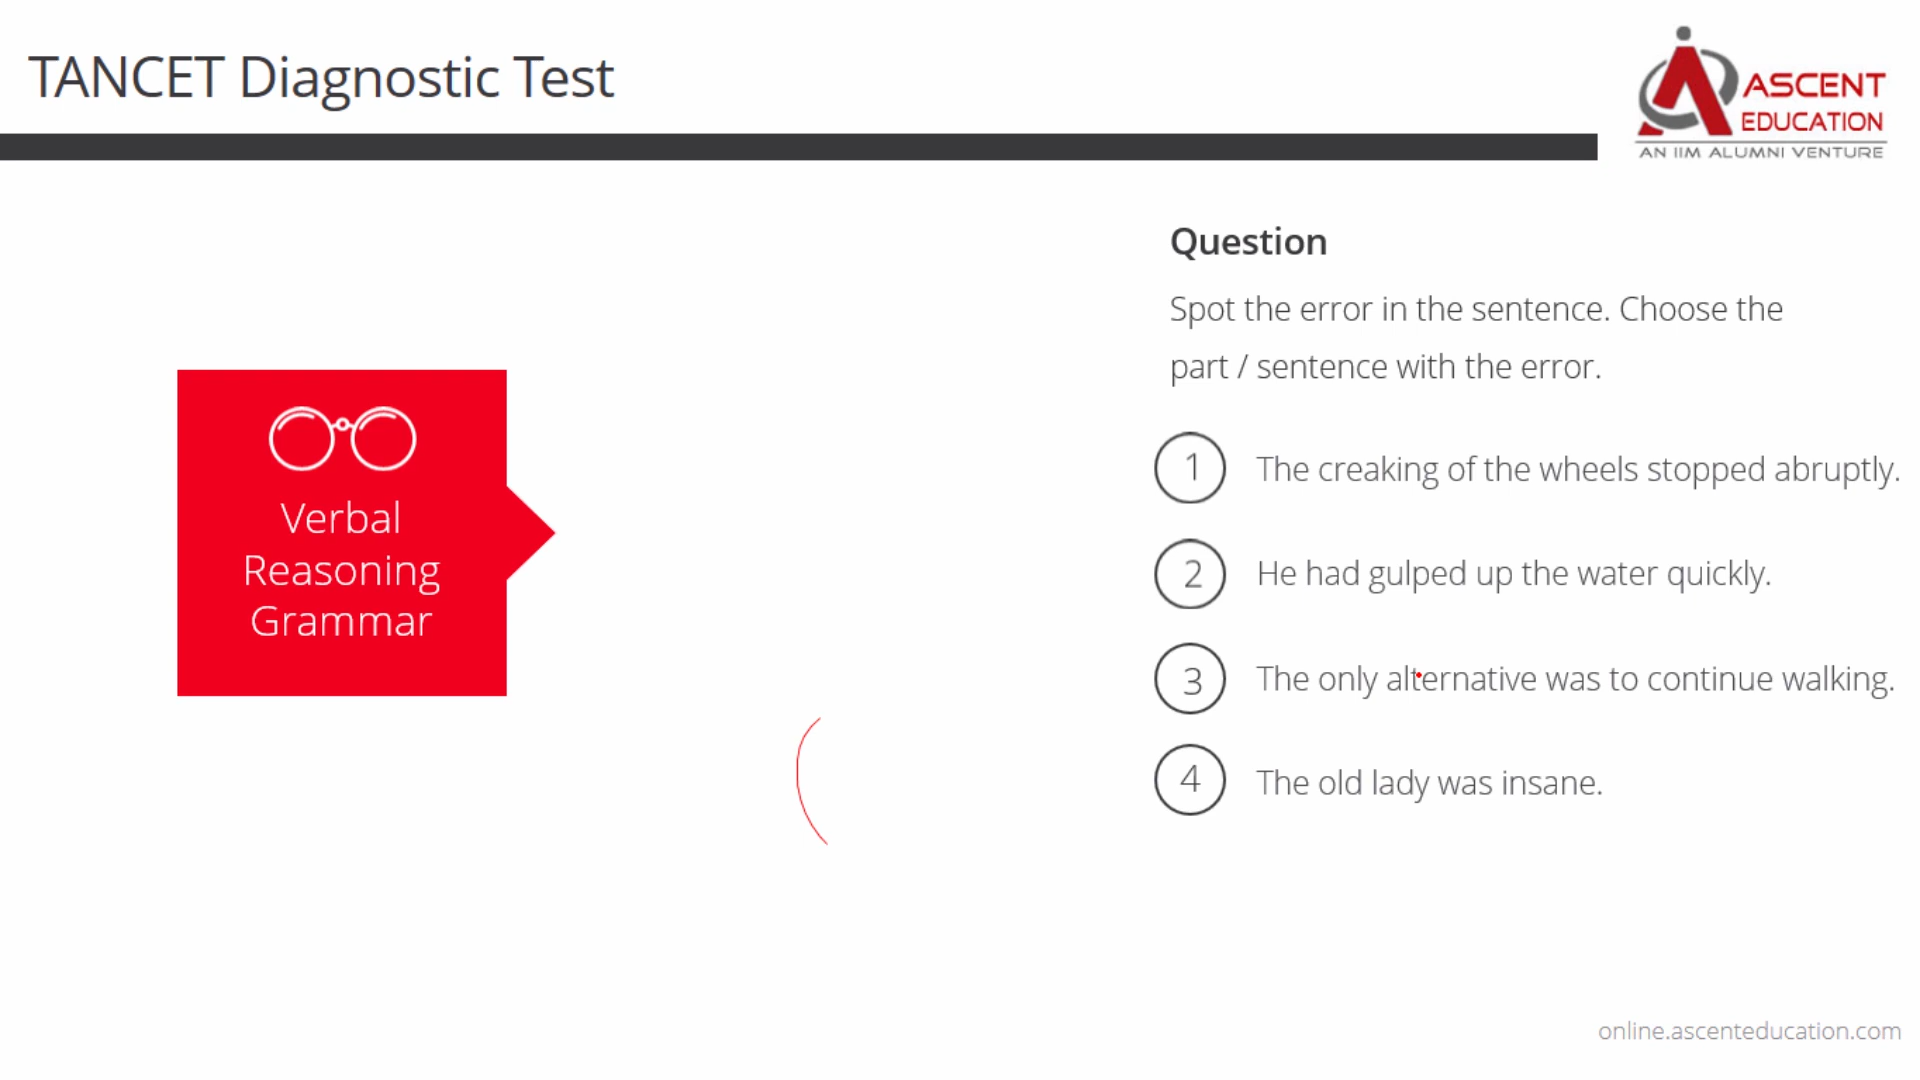 TANCET Diagnostic Test
ASCENT
EDUCATION
AN IIM ALUMNI VENTURE
Verbal
Reasoning
Grammar
Question
Spot the error in the sentence. Choose the
part / sentence with the error.
1 The creaking of the wheels stopped abruptly.
2 He had gulped up the water quickly.
3 The only alternative was to continue walking.
4 The old lady was insane.
online.ascenteducation.com